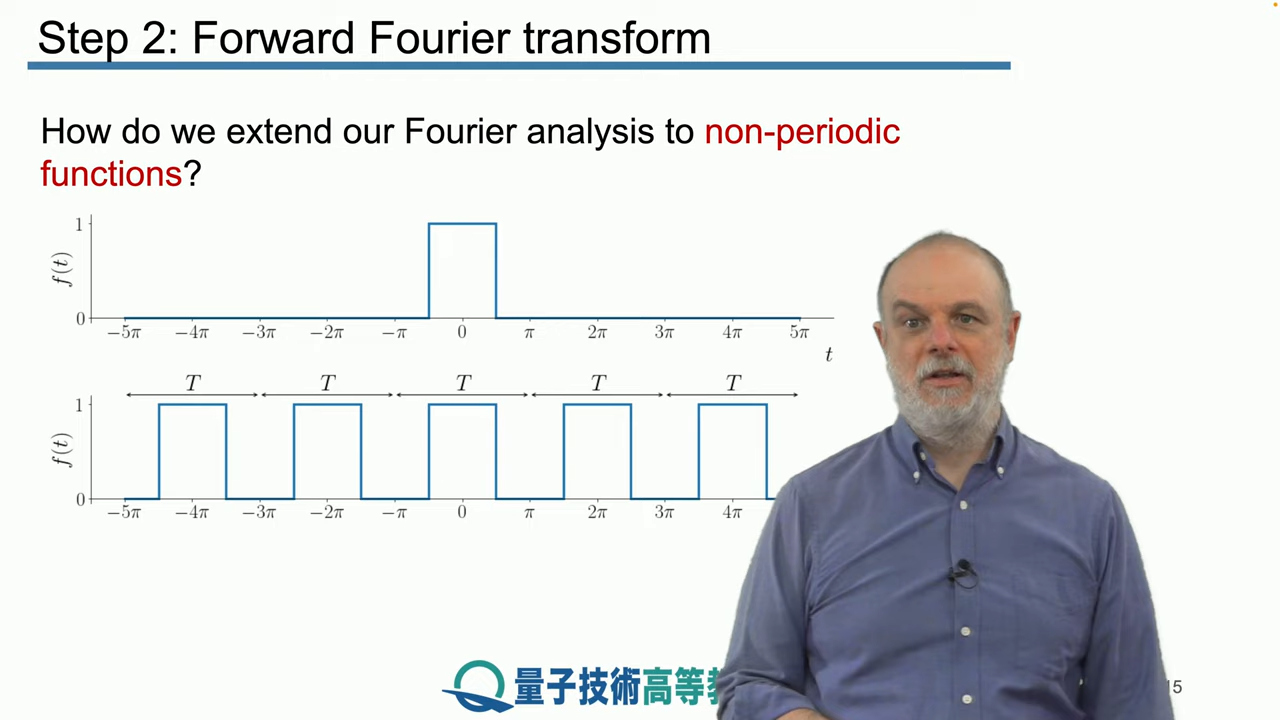 Step 2: Forward Fourier transform
How do we extend our Fourier analysis to non-periodic
functions?
1
f(t)
0
−5π −4π −3π −2π −π 0 π 2π 3π 4π 5π
t
T T T T T
1
f(t)
0
−5π −4π −3π −2π −π 0 π 2π 3π 4π
量子技術高等
15